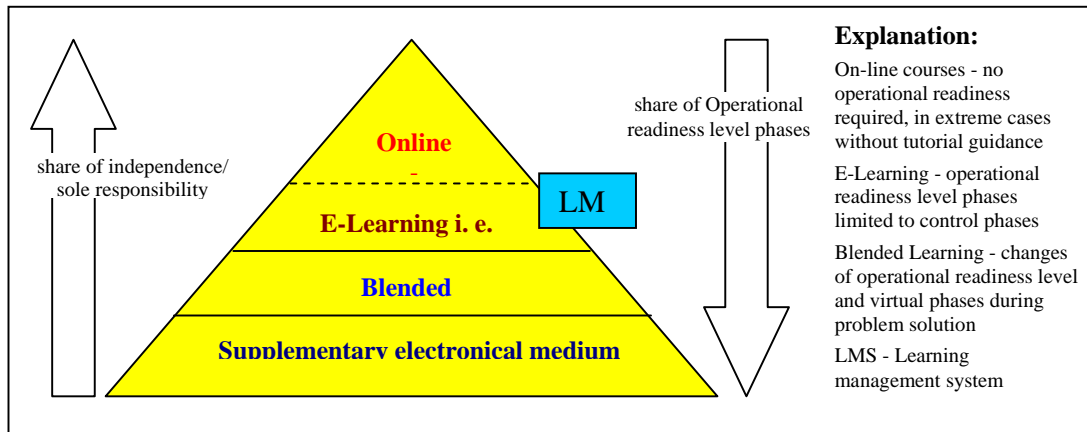 share of independence/
sole responsibility
Online
-
E-Learning i. e.
Blended
Supplementary electronical medium
LM
share of Operational
readiness level phases
Explanation:
On-line courses - no
operational readiness
required, in extreme cases
without tutorial guidance
E-Learning - operational
readiness level phases
limited to control phases
Blended Learning - changes
of operational readiness level
and virtual phases during
problem solution
LMS - Learning
management system